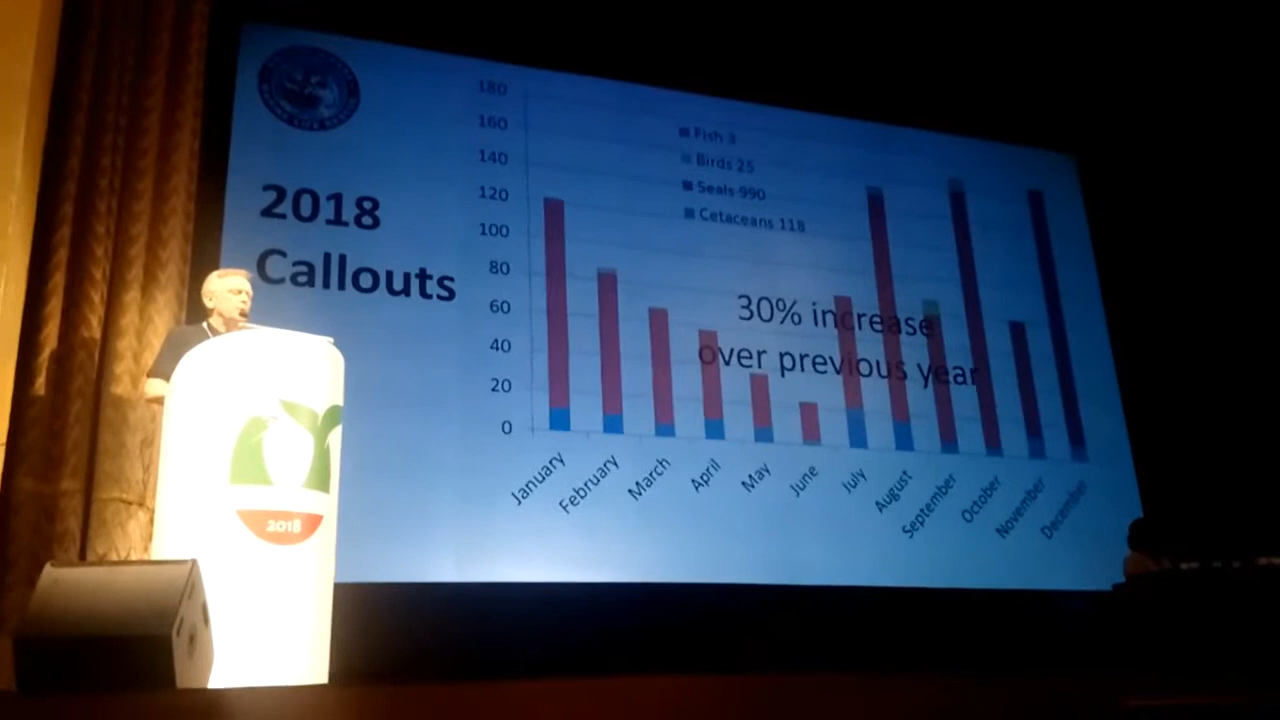 2018
Callouts
180
160
140
120
100
80
60
40
20
0
Fish 3
Birds 25
Seals 990
Cetaceans 118
30% increase
over previous year
January
February
March
April
May
June
July
August
September
October
November
December
2018